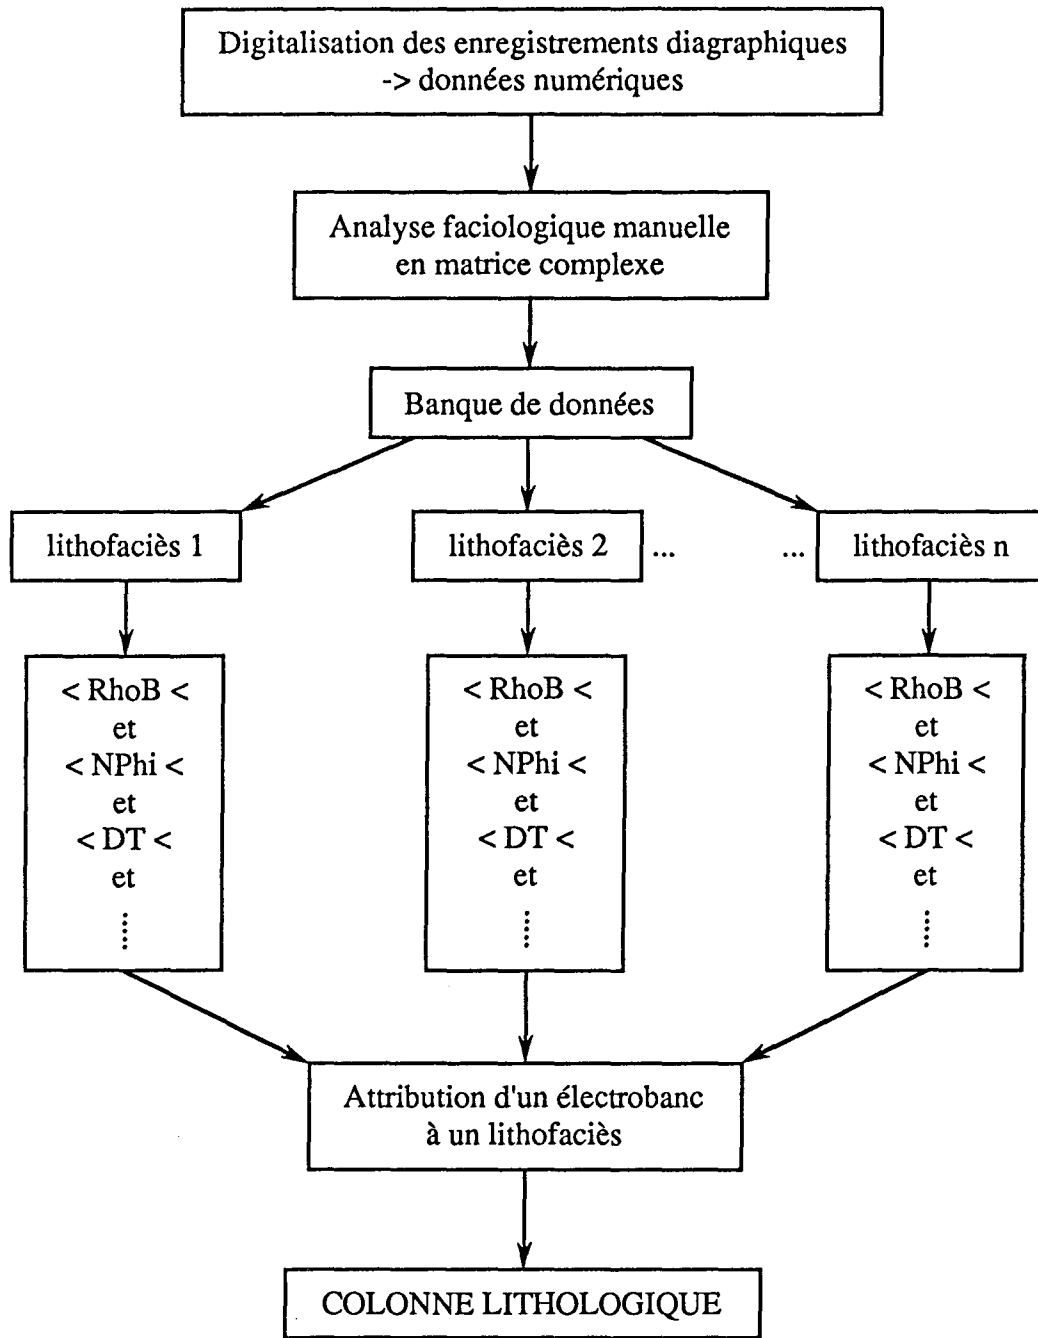 Digitalisation des enregistrements diagraphiques
-> données numériques
Analyse faciologique manuelle
en matrice complexe
Banque de données
lithofaciès 1
lithofaciès 2
...
...
lithofaciès n
< RhoB <
et
< NPhi <
et
< DT <
et
......
< RhoB <
et
< NPhi <
et
< DT <
et
......
< RhoB <
et
< NPhi <
et
< DT <
et
......
Attribution d'un électrobanc
à un lithofaciès
COLONNE LITHOLOGIQUE